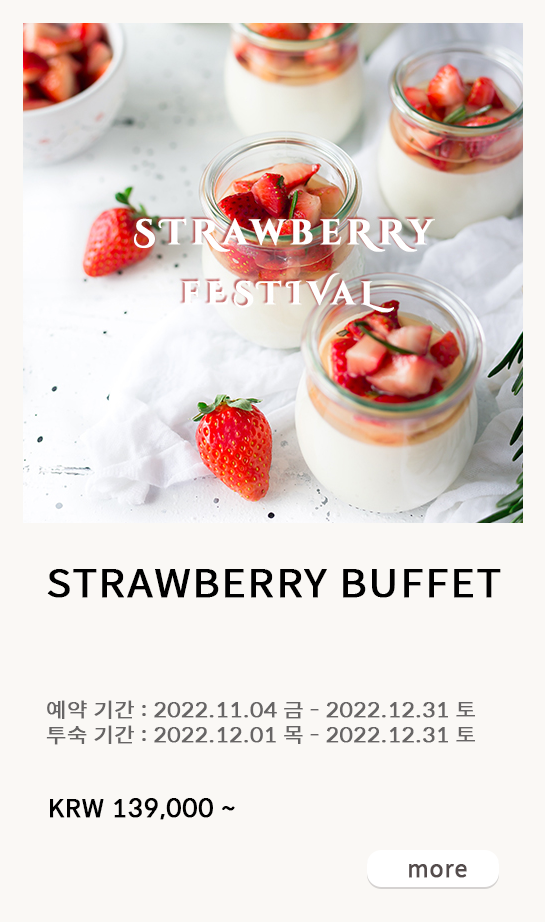 STRAWBERRY
FESTIVAL
STRAWBERRY BUFFET
예약 기간 : 2022.11.04 금 - 2022.12.31 토
투숙 기간 : 2022.12.01 목 - 2022.12.31 토
KRW 139,000 ~
more